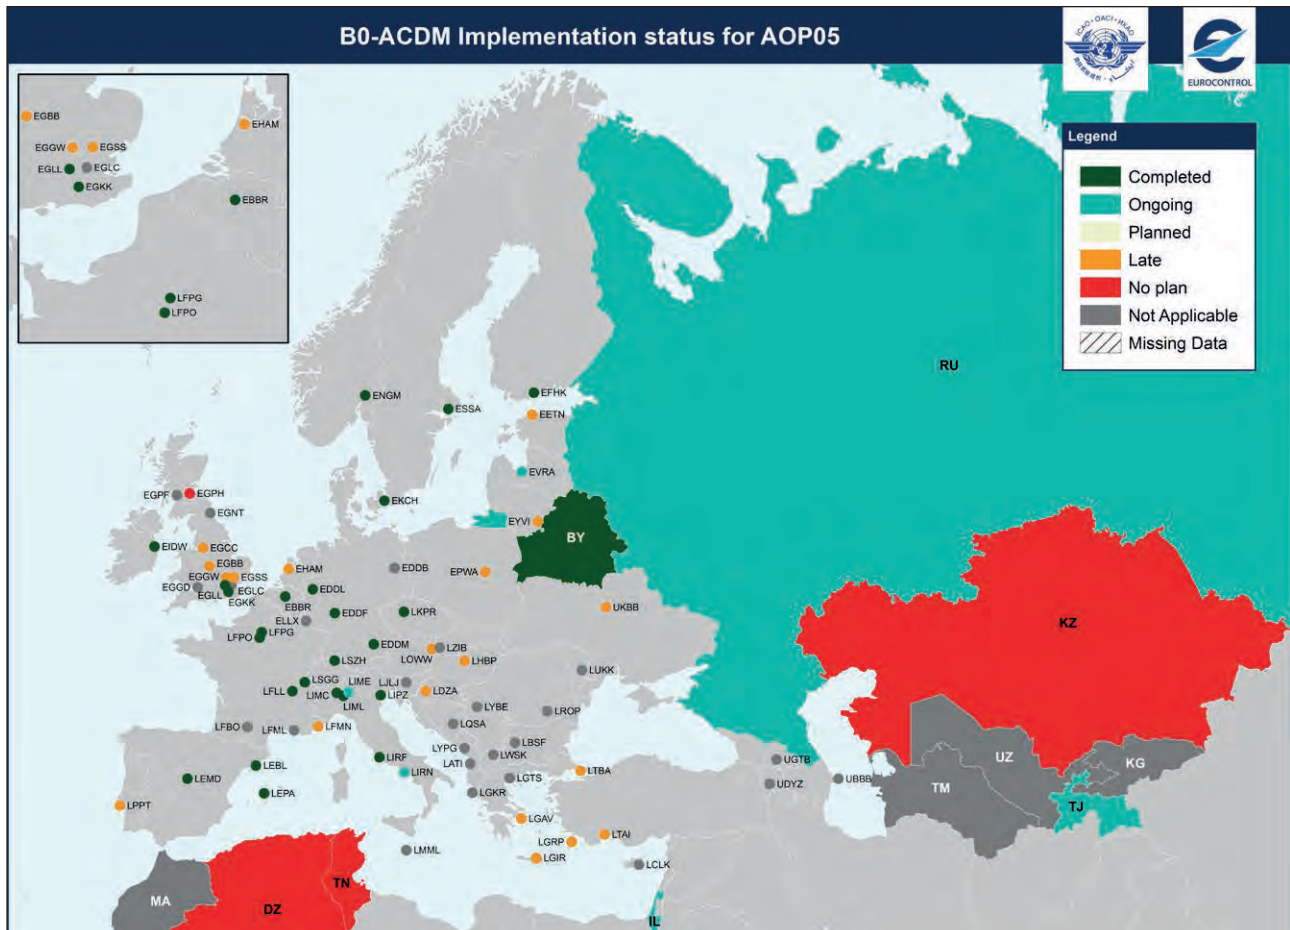 B0-ACDM Implementation status for AOP05
ICAO · OACI · ИКАО
EUROCONTROL
Legend
Completed
Ongoing
Planned
Late
No plan
Not Applicable
Missing Data
EGBB
EHAM
EGGW
EGSS
EGLL
EGLC
EGKK
EBBR
LFPG
LFPO
RU
ENGM
ESSA
EFHK
EETN
EVRA
EGPF
EGPH
EGNT
EKCH
EYVI
BY
EIDW
EGCC
EGBB
EGGW
EGSS
EGGD
EGLC
EGLL
EGKK
EHAM
EDDB
EPWA
EDDL
EBBR
EDDF
LKPR
UKBB
ELLX
KZ
LFPO
LFPG
EDDM
LOWW
LZIB
LHBP
LSZH
LUKK
LSGG
LIME
LJLJ
LFLL
LIMC
LIML
LIPZ
LDZA
LYBE
LROP
LFBO
LFML
LFMN
LQSA
LYPG
LBSF
LWSK
LATI
LIRF
LIRN
LEBL
LEMD
LGTS
LTBA
LEPA
LGKR
UGTB
UDYZ
UBBB
UZ
KG
TM
TJ
LPPT
LGAV
LTAI
LGRP
LGIR
LMML
LCLK
MA
DZ
TN
IL